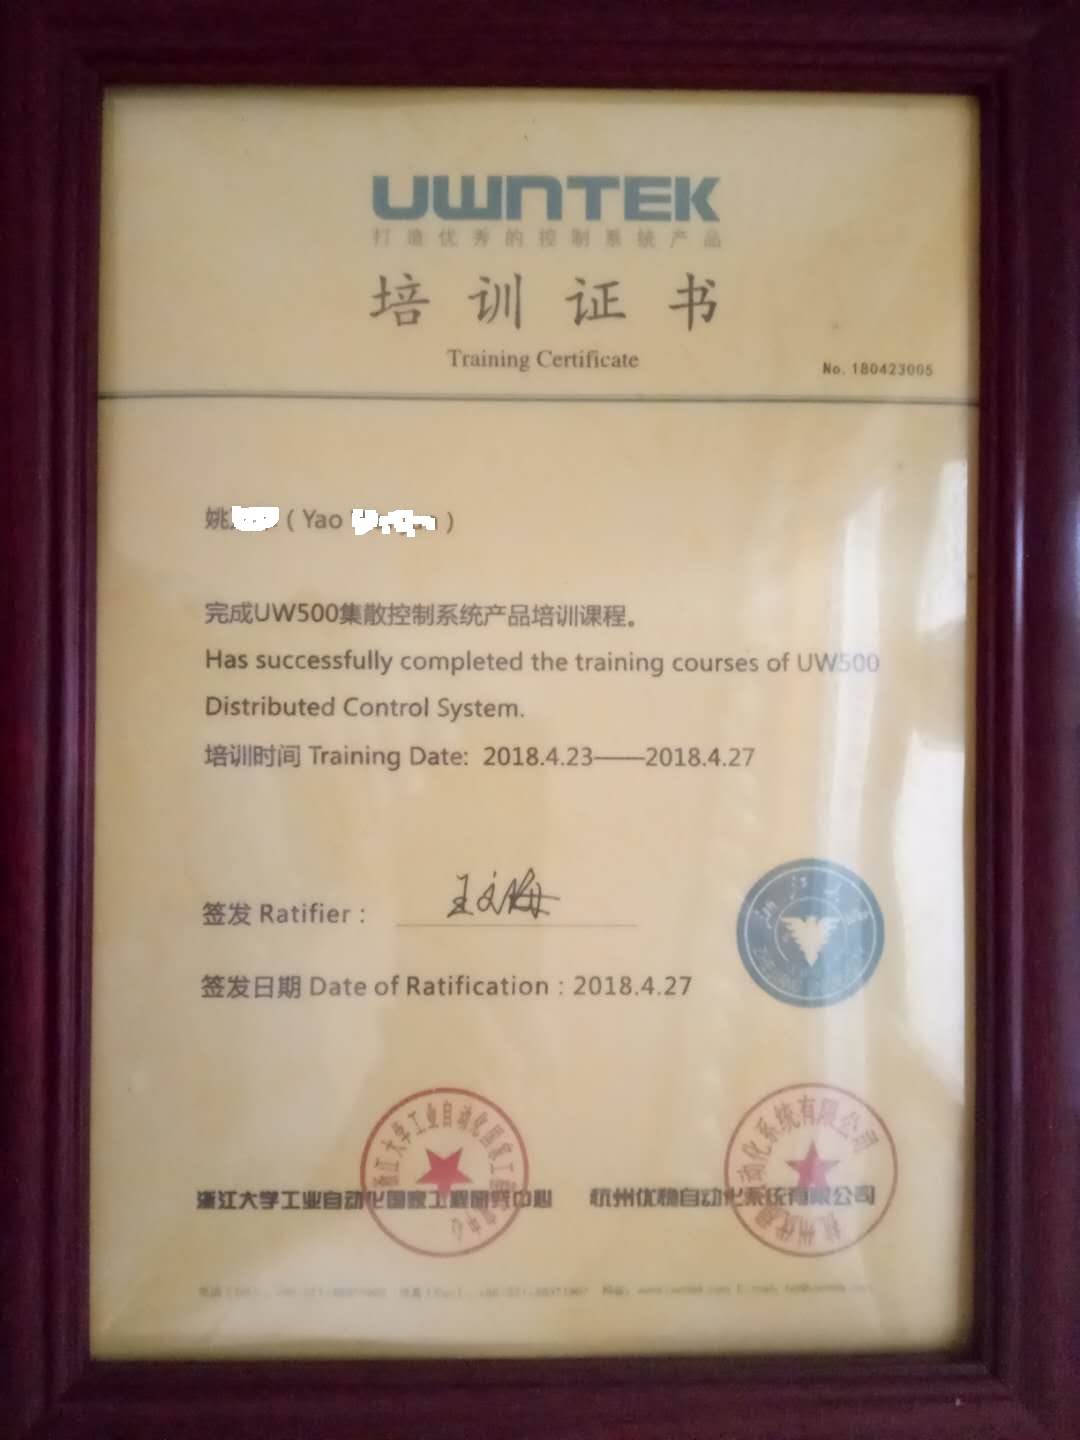 UWNTEK
打造优秀的控制系统产品
培训证书
Training Certificate
No. 180423005
姚 (Yao )
完成UW500集散控制系统产品培训课程。
Has successfully completed the training courses of UW500
Distributed Control System.
培训时间 Training Date: 2018.4.23——2018.4.27
签发 Ratifier:
签发日期 Date of Ratification : 2018.4.27
浙江大学工业自动化国家工程研究中心 杭州优稳自动化系统有限公司